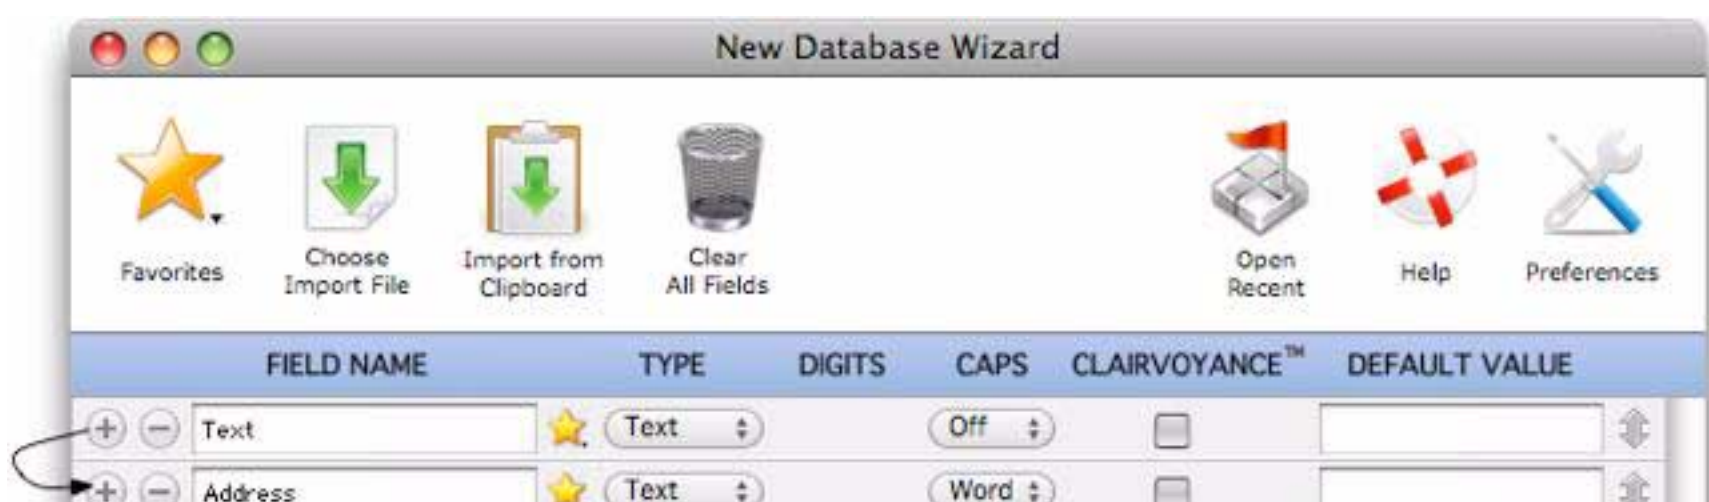 New Database Wizard
Favorites
Choose
Import File
Import from
Clipboard
Clear
All Fields
Open
Recent
Help
Preferences
FIELD NAME TYPE DIGITS CAPS CLAIRVOYANCE™ DEFAULT VALUE
Text Text Off
Address Text Word